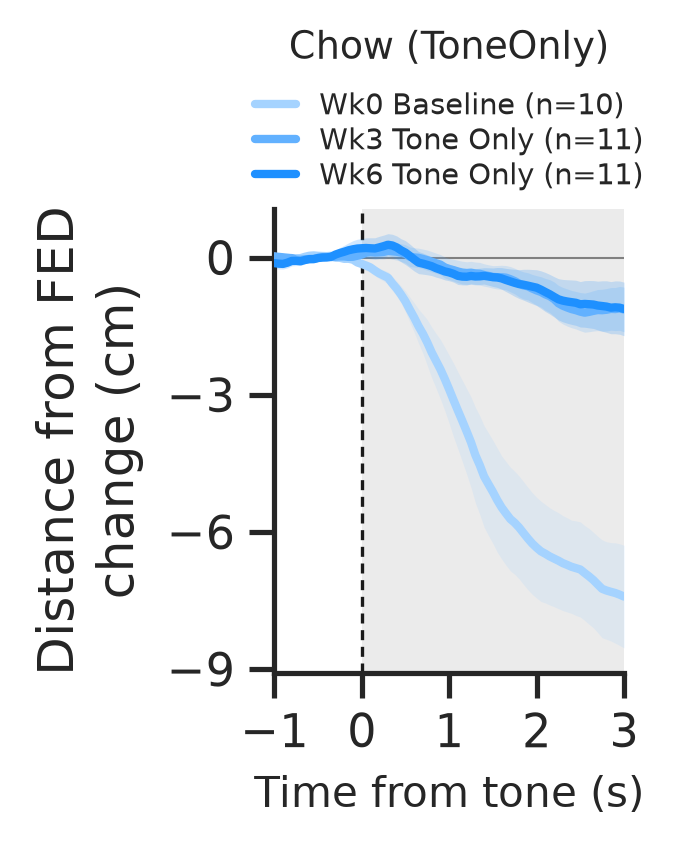 Chow (ToneOnly)
Wk0 Baseline (n=10)
Wk3 Tone Only (n=11)
Wk6 Tone Only (n=11)
Distance from FED
change (cm)
0
−3
−6
−9
−1 0 1 2 3
Time from tone (s)